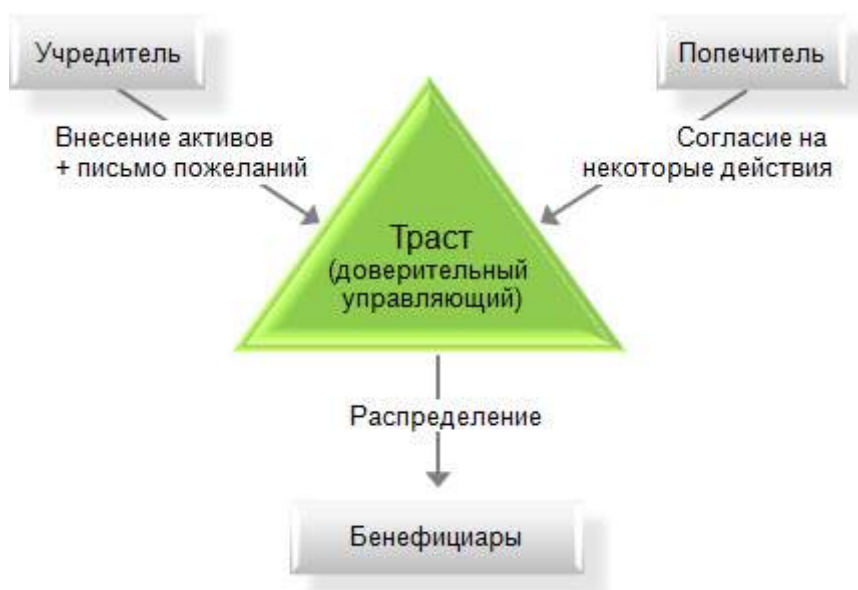 Учредитель
Попечитель
Внесение активов
+ письмо пожеланий
Согласие на
некоторые действия
Траст
(доверительный
управляющий)
Распределение
Бенефициары